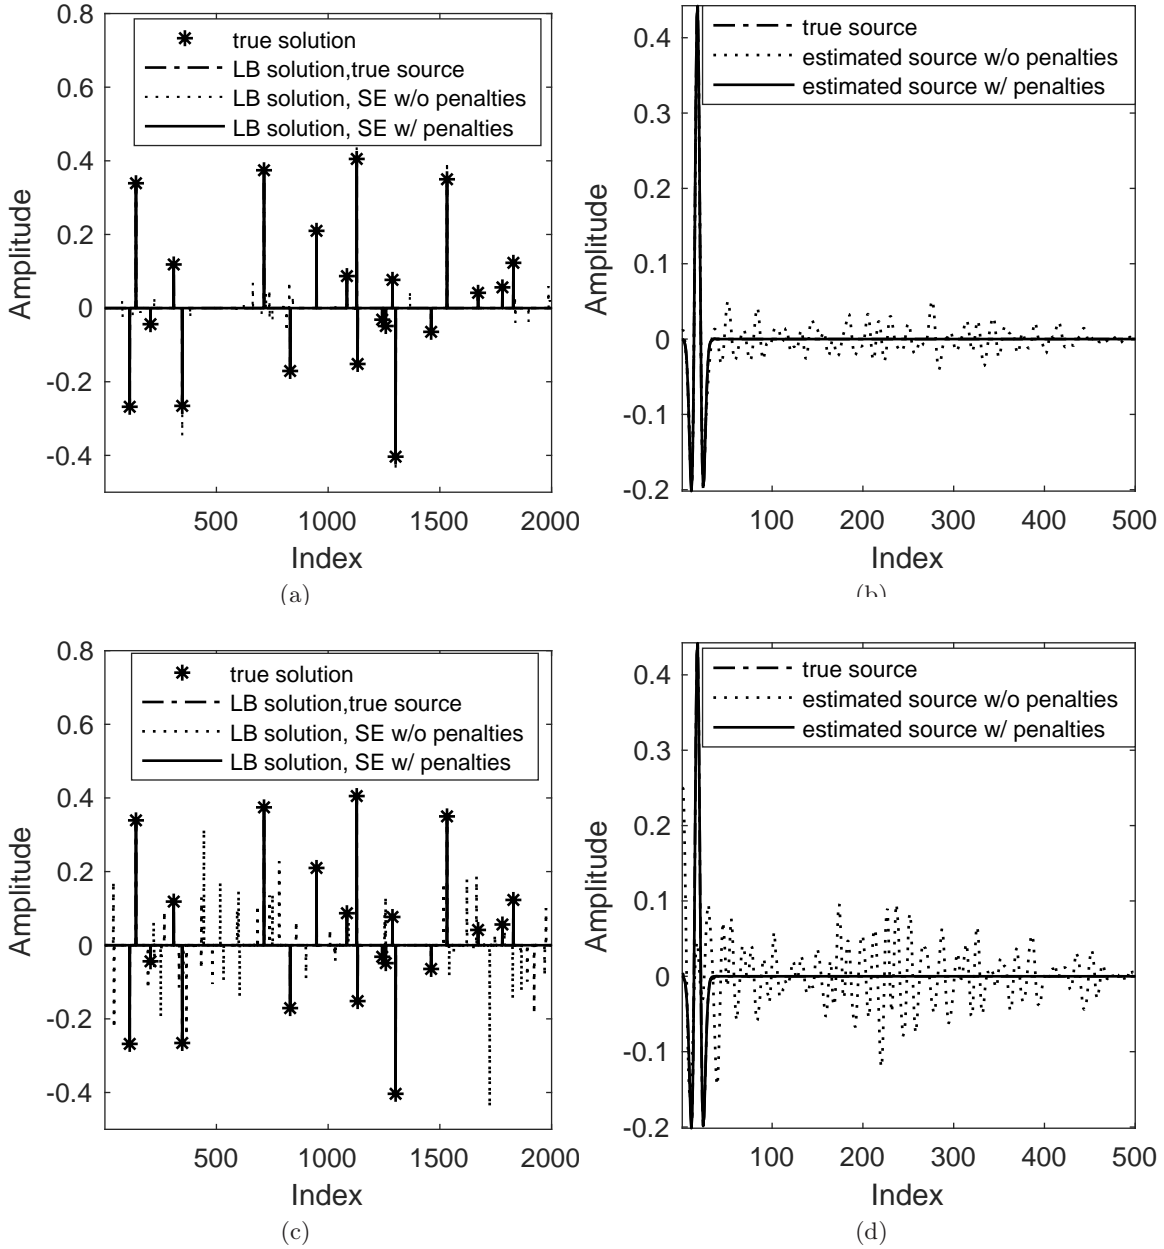 0.8
0.6
0.4
0.2
0
-0.2
-0.4
Amplitude
true solution
LB solution,true source
LB solution, SE w/o penalties
LB solution, SE w/ penalties
500
1000
1500
2000
Index
(a)
0.4
0.3
0.2
0.1
0
-0.1
-0.2
Amplitude
true source
estimated source w/o penalties
estimated source w/ penalties
100
200
300
400
500
Index
(b)
0.8
0.6
0.4
0.2
0
-0.2
-0.4
Amplitude
true solution
LB solution,true source
LB solution, SE w/o penalties
LB solution, SE w/ penalties
500
1000
1500
2000
Index
(c)
0.4
0.3
0.2
0.1
0
-0.1
-0.2
Amplitude
true source
estimated source w/o penalties
estimated source w/ penalties
100
200
300
400
500
Index
(d)